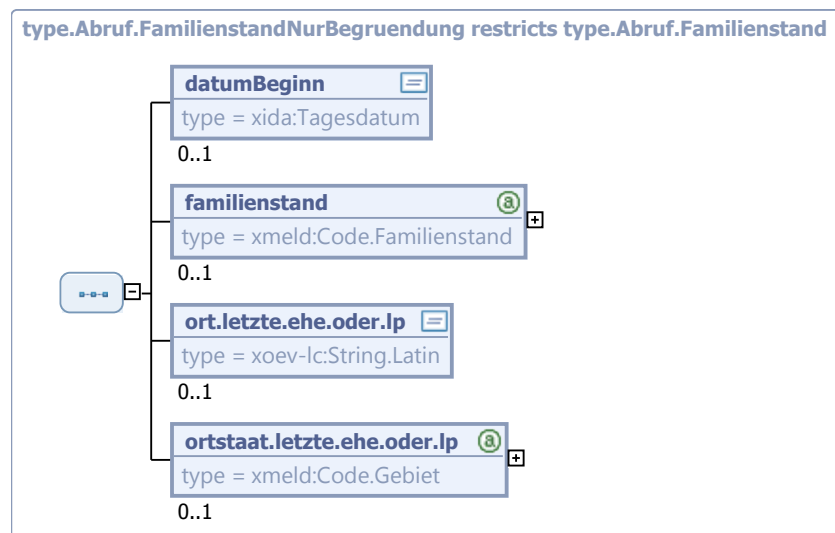 type.Abruf.FamilienstandNurBegruendung restricts type.Abruf.Familienstand
datumBeginn
type = xida:Tagesdatum
0..1
familienstand
type = xmeld:Code.Familienstand
0..1
ort.letzte.ehe.oder.lp
type = xoev-lc:String.Latin
0..1
ortstaat.letzte.ehe.oder.lp
type = xmeld:Code.Gebiet
0..1